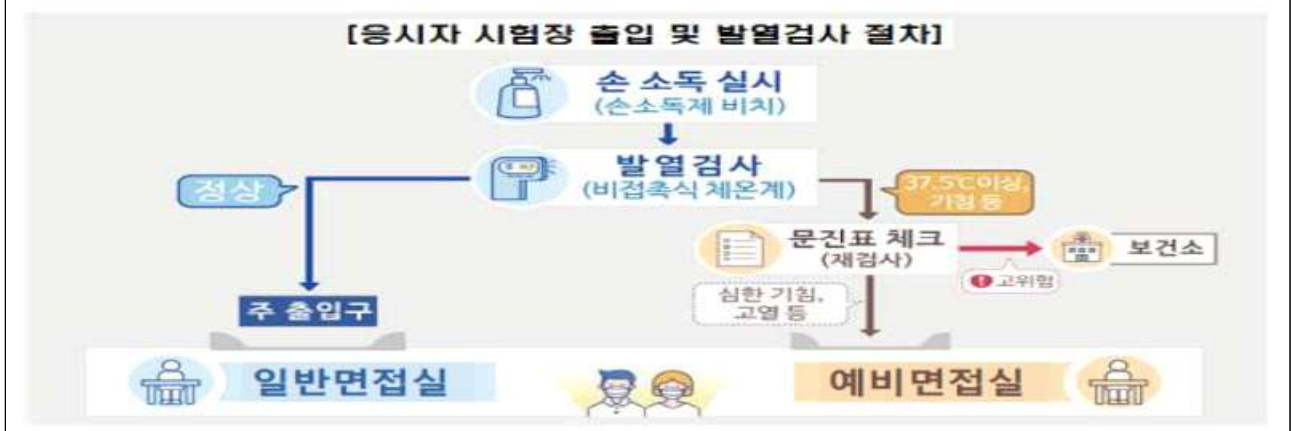 [응시자 시험장 출입 및 발열검사 절차]
손 소독 실시
(손소독제 비치)
발열검사
(비접촉식 체온계)
정상
37.5℃이상,
기침 등
문진표 체크
(재검사)
보건소
고위험
심한 기침,
고열 등
주 출입구
일반면접실
예비면접실